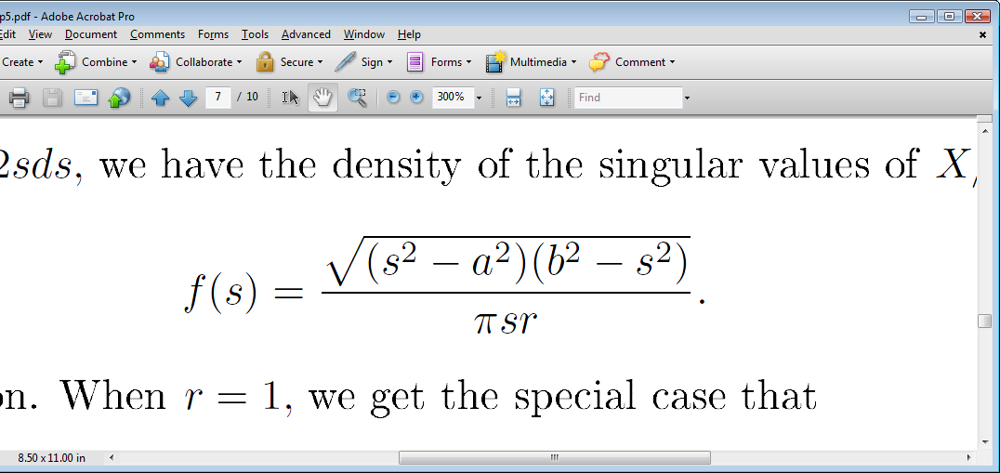 p5.pdf - Adobe Acrobat Pro
Edit View Document Comments Forms Tools Advanced Window Help
Create Combine Collaborate Secure Sign Forms Multimedia Comment
7 / 10 300% Find
2sds, we have the density of the singular values of X
f(s) = √((s² − a²)(b² − s²)) / πsr .
When r = 1, we get the special case that
8.50 x 11.00 in